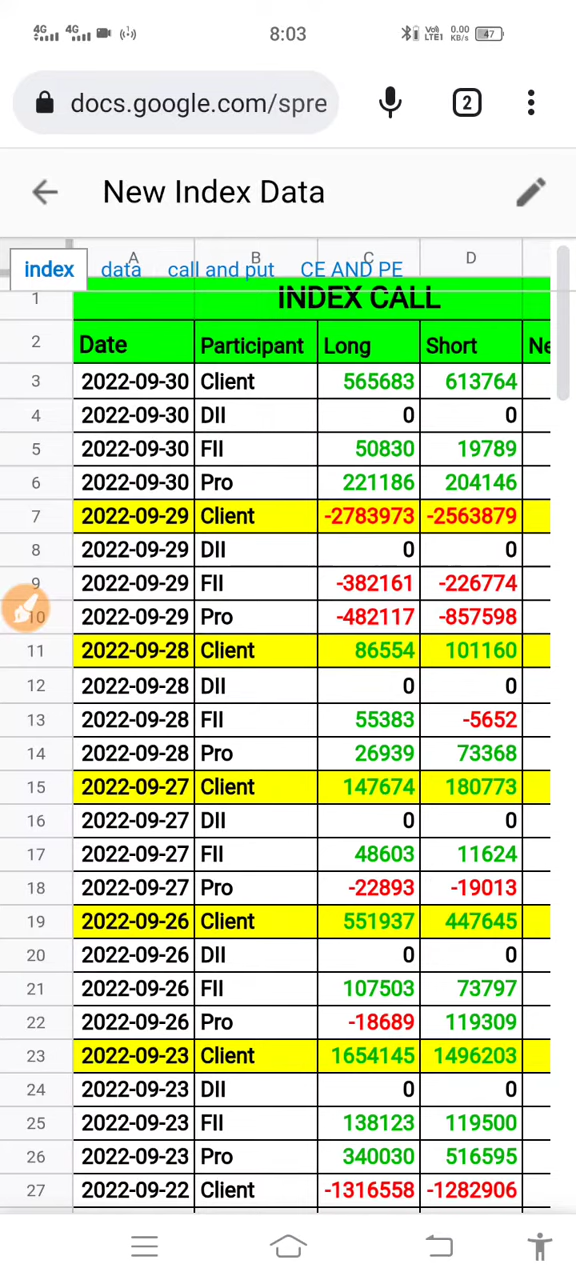 4G 4G 8:03 VoLTE1 0.00 KB/s 47
docs.google.com/spre 2
New Index Data
A B C D
index data call and put CE AND PE
1 INDEX CALL
2 Date Participant Long Short Ne
3 2022-09-30 Client 565683 613764
4 2022-09-30 DII 0 0
5 2022-09-30 FII 50830 19789
6 2022-09-30 Pro 221186 204146
7 2022-09-29 Client -2783973 -2563879
8 2022-09-29 DII 0 0
9 2022-09-29 FII -382161 -226774
10 2022-09-29 Pro -482117 -857598
11 2022-09-28 Client 86554 101160
12 2022-09-28 DII 0 0
13 2022-09-28 FII 55383 -5652
14 2022-09-28 Pro 26939 73368
15 2022-09-27 Client 147674 180773
16 2022-09-27 DII 0 0
17 2022-09-27 FII 48603 11624
18 2022-09-27 Pro -22893 -19013
19 2022-09-26 Client 551937 447645
20 2022-09-26 DII 0 0
21 2022-09-26 FII 107503 73797
22 2022-09-26 Pro -18689 119309
23 2022-09-23 Client 1654145 1496203
24 2022-09-23 DII 0 0
25 2022-09-23 FII 138123 119500
26 2022-09-23 Pro 340030 516595
27 2022-09-22 Client -1316558 -1282906